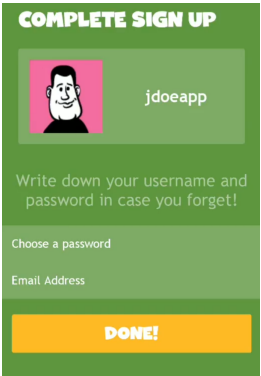 COMPLETE SIGN UP
jdoeapp
Write down your username and
password in case you forget!
Choose a password
Email Address
DONE!